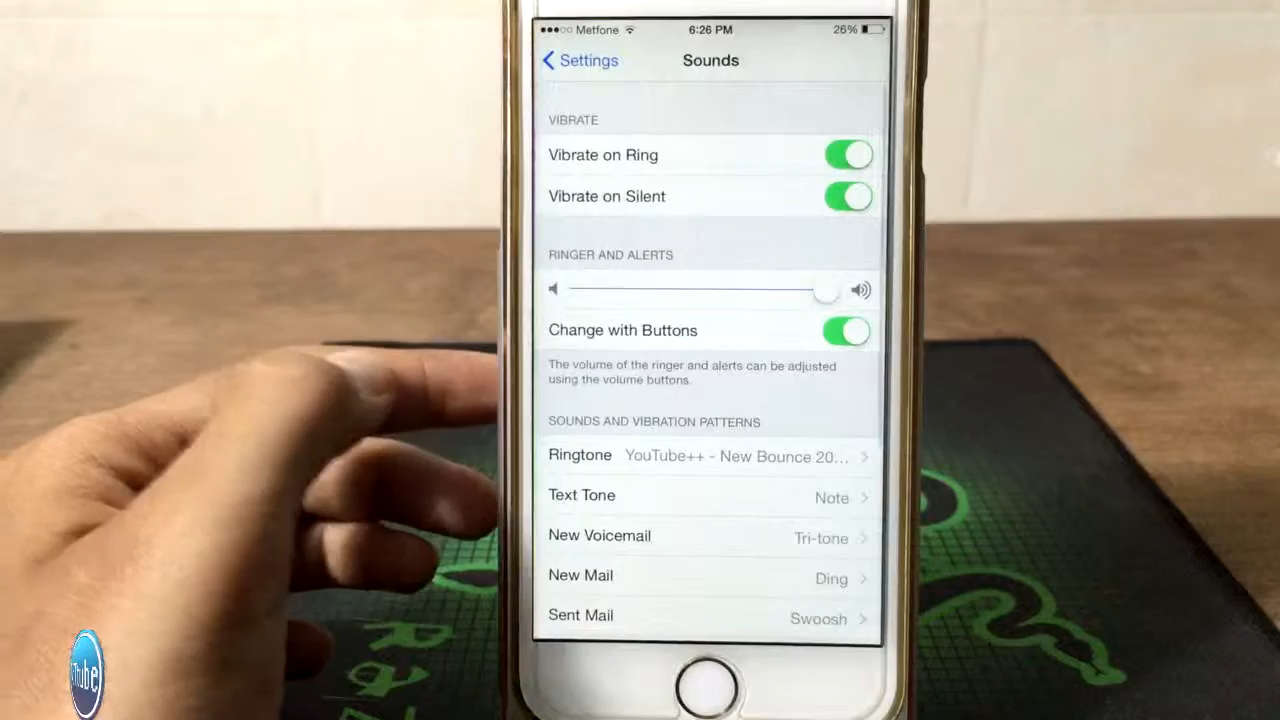 Metfone 6:26 PM 26%
Settings Sounds
VIBRATE
Vibrate on Ring
Vibrate on Silent
RINGER AND ALERTS
Change with Buttons
The volume of the ringer and alerts can be adjusted
using the volume buttons.
SOUNDS AND VIBRATION PATTERNS
Ringtone YouTube++ - New Bounce 20...
Text Tone Note
New Voicemail Tri-tone
New Mail Ding
Sent Mail Swoosh